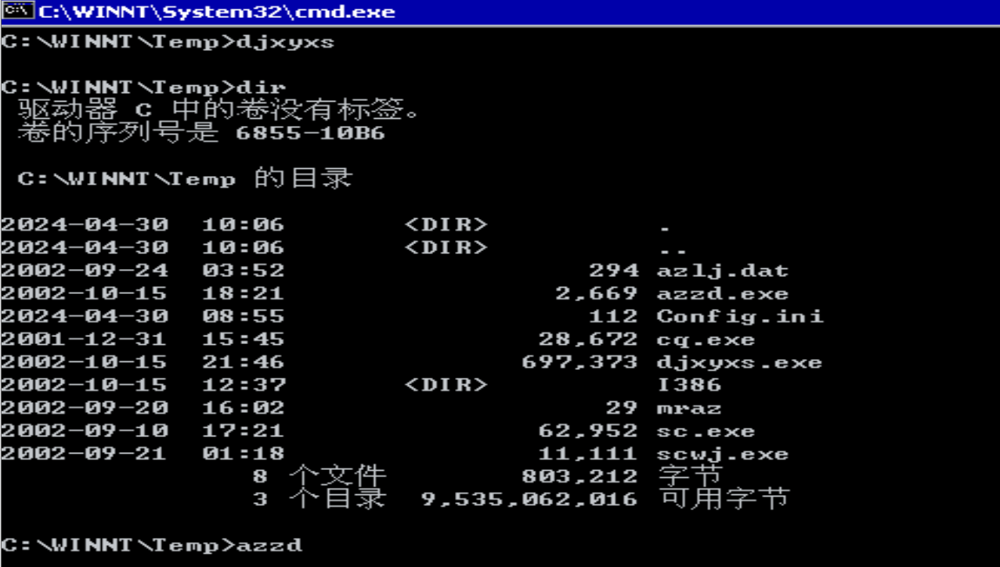 C:\WINNT\System32\cmd.exe
C:\WINNT\Temp>djxyxs
C:\WINNT\Temp>dir
驱动器 C 中的卷没有标签。
卷的序列号是 6855-10B6
C:\WINNT\Temp 的目录
2024-04-30 10:06 <DIR> .
2024-04-30 10:06 <DIR> ..
2002-09-24 03:52 294 azlj.dat
2002-10-15 18:21 2,669 azzd.exe
2024-04-30 08:55 112 Config.ini
2001-12-31 15:45 28,672 cq.exe
2002-10-15 21:46 697,373 djxyxs.exe
2002-10-15 12:37 <DIR> I386
2002-09-20 16:02 29 mraz
2002-09-10 17:21 62,952 sc.exe
2002-09-21 01:18 11,111 scwj.exe
8 个文件 803,212 字节
3 个目录 9,535,062,016 可用字节
C:\WINNT\Temp>azzd